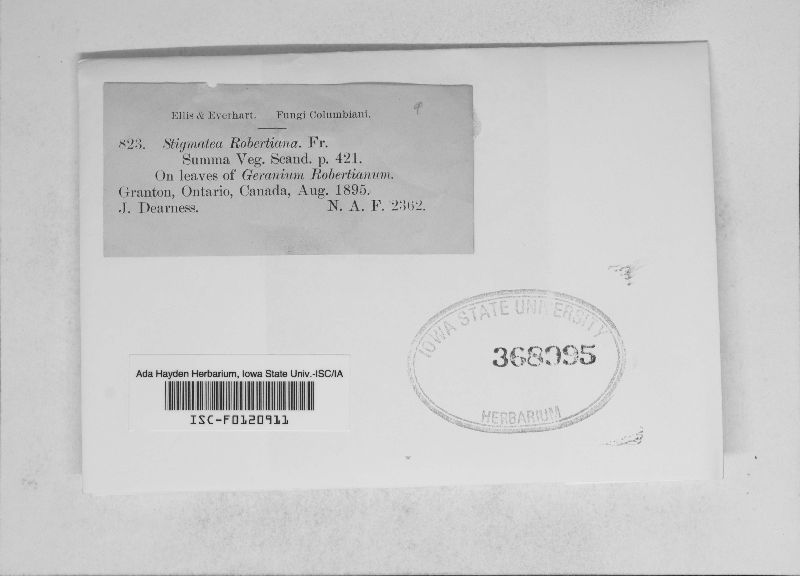 Ellis & Everhart. Fungi Columbiani.
823. Stigmatea Robertiana. Fr.
Summa Veg. Scand. p. 421.
On leaves of Geranium Robertianum.
Granton, Ontario, Canada, Aug. 1895.
J. Dearness. N. A. F. 2362.
IOWA STATE UNIVERSITY
368995
HERBARIUM
Ada Hayden Herbarium, Iowa State Univ.-ISC/IA
ISC-F0120911